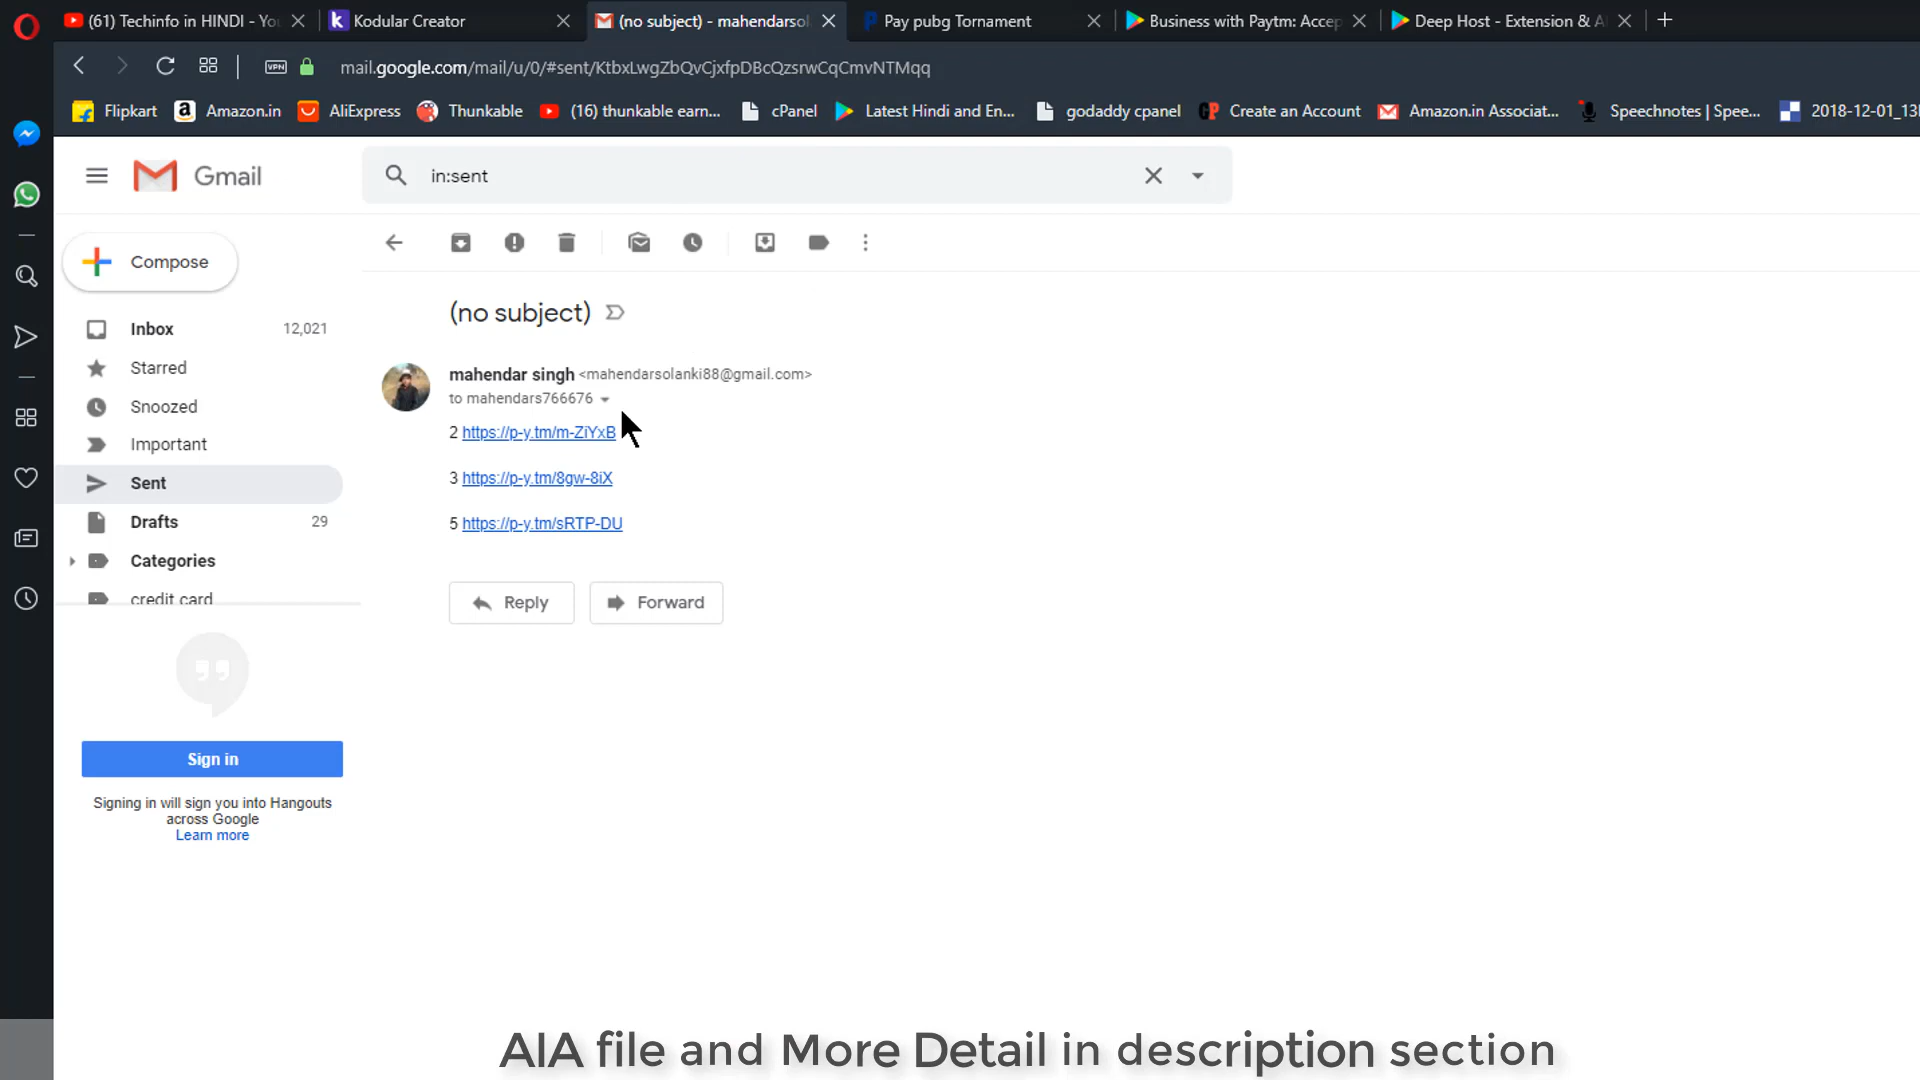 (61) Techinfo in HINDI - You
Kodular Creator
(no subject) - mahendarsol
Pay pubg Tornament
Business with Paytm: Accep
Deep Host - Extension & A
VPN
mail.google.com/mail/u/0/#sent/KtbxLwgZbQvCjxfpDBcQzsrwCqCmvNTMqq
Flipkart
Amazon.in
AliExpress
Thunkable
(16) thunkable earn...
cPanel
Latest Hindi and En...
godaddy cpanel
Create an Account
Amazon.in Associat...
Speechnotes | Spee...
2018-12-01_13
Gmail
in:sent
Compose
(no subject)
Inbox 12,021
Starred
Snoozed
Important
Sent
Drafts 29
Categories
credit card
mahendar singh <mahendarsolanki88@gmail.com>
to mahendars766676
2 https://p-y.tm/m-ZiYxB
3 https://p-y.tm/8gw-8iX
5 https://p-y.tm/sRTP-DU
Reply
Forward
Sign in
Signing in will sign you into Hangouts
across Google
Learn more
AIA file and More Detail in description section